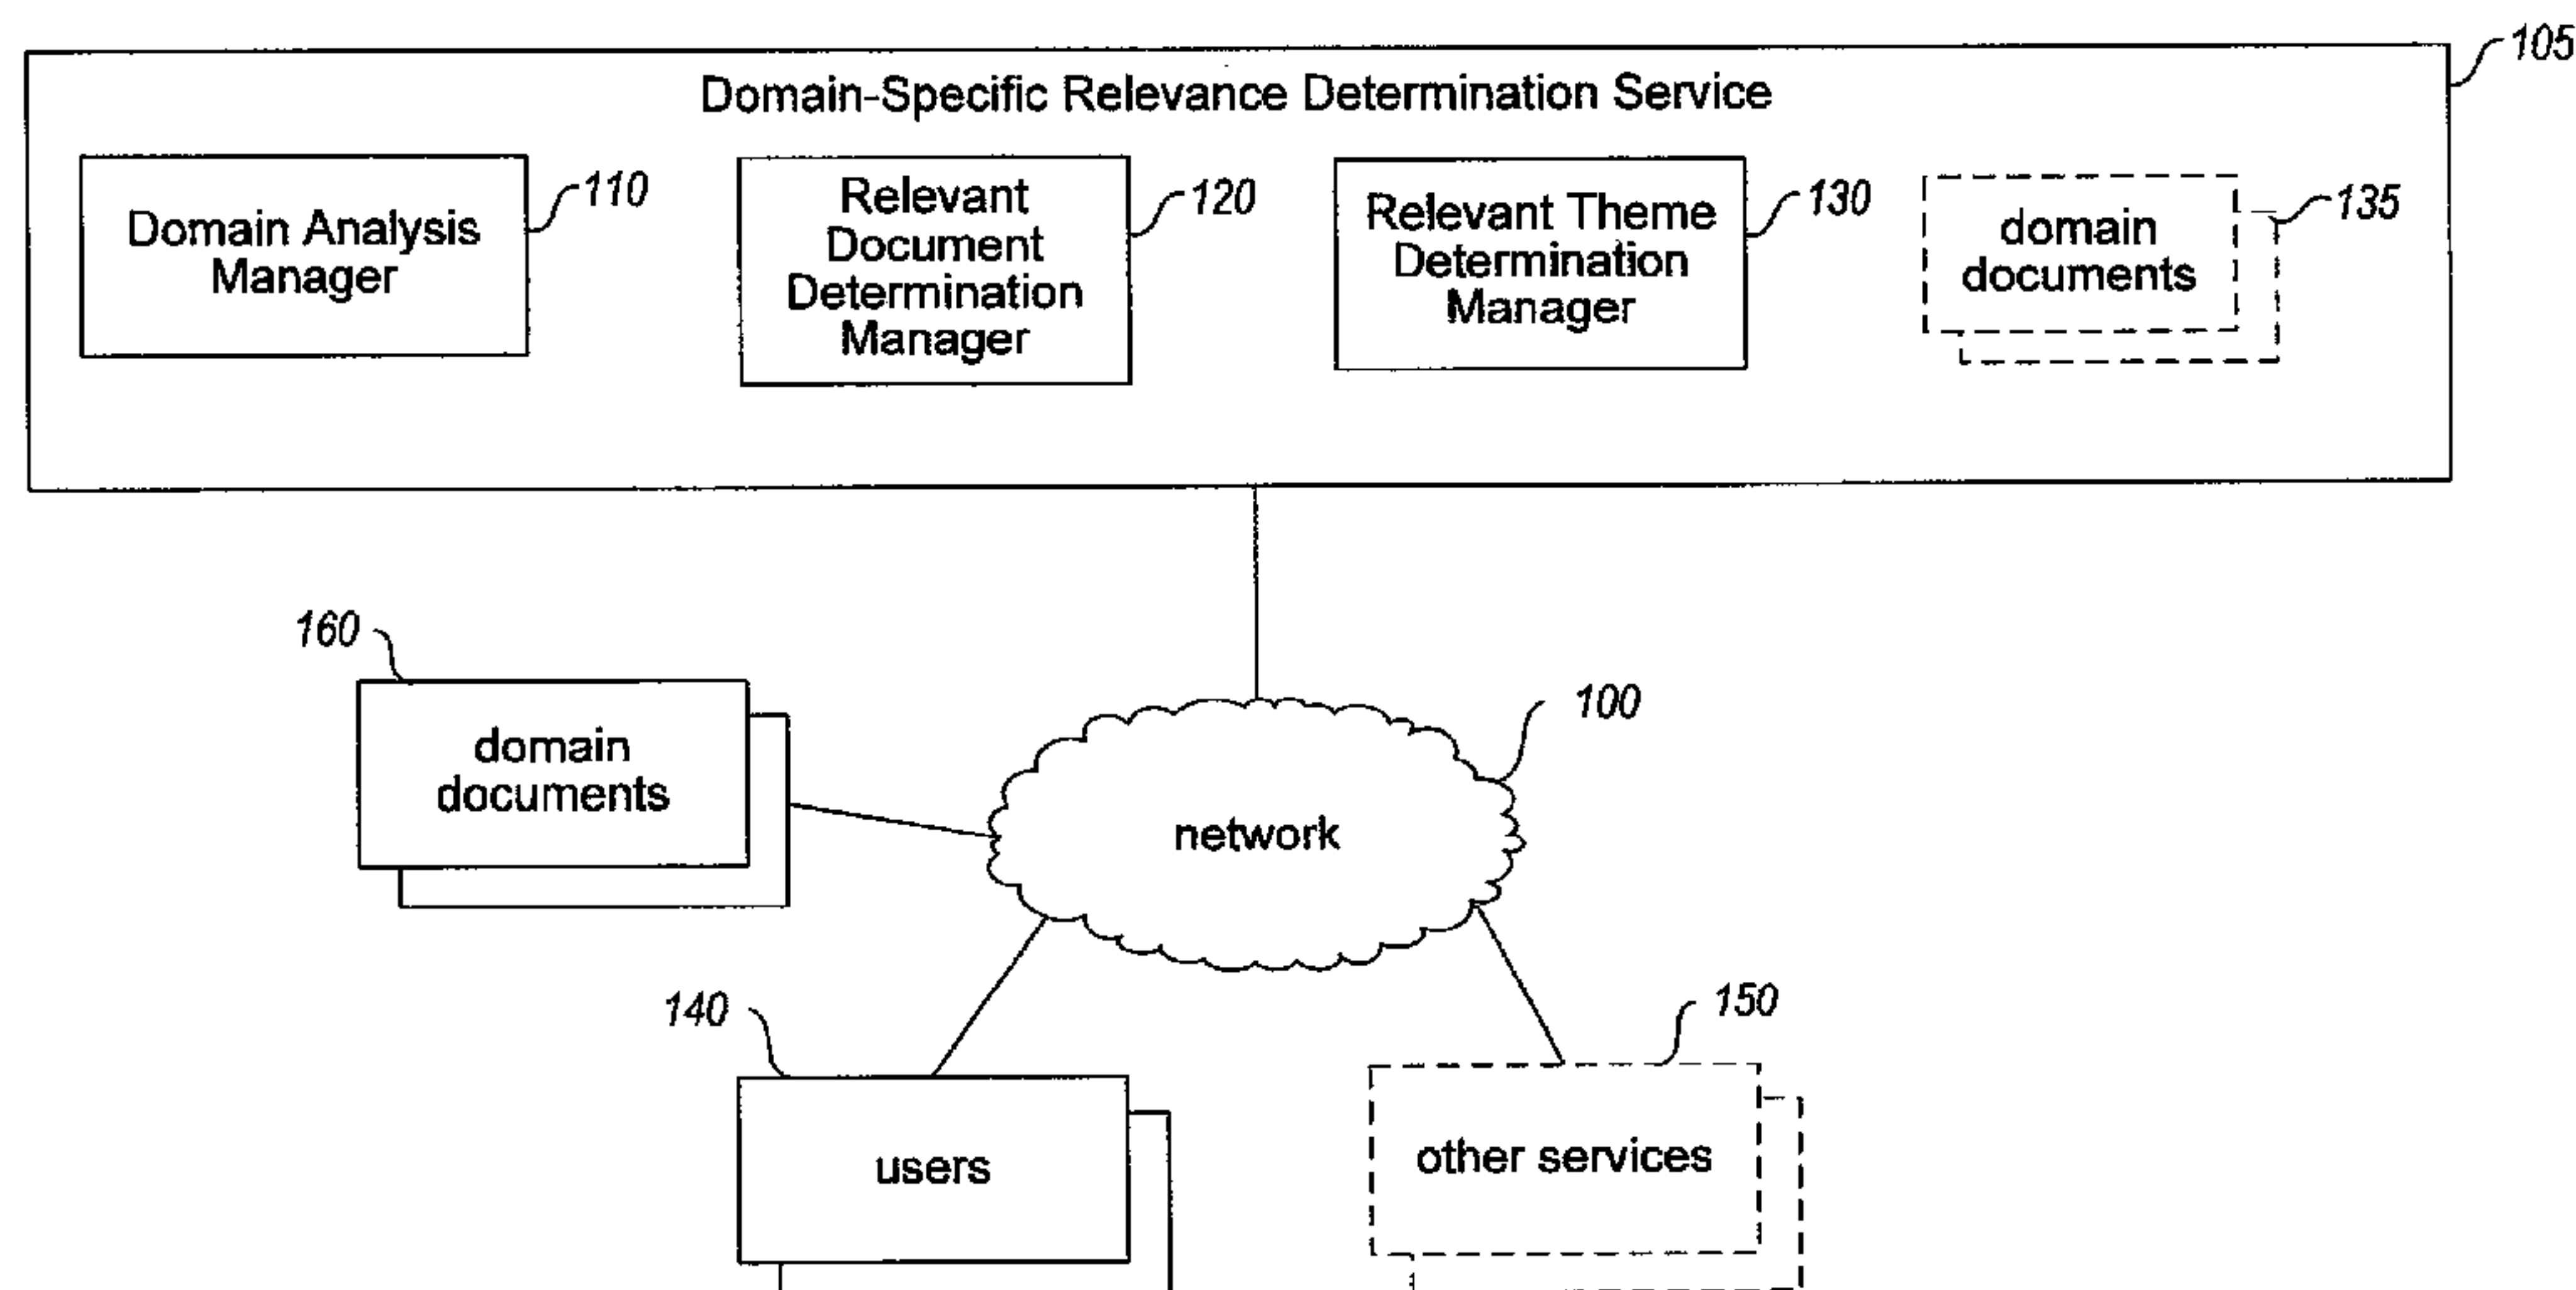 105
Domain-Specific Relevance Determination Service
Domain Analysis
Manager
110
Relevant
Document
Determination
Manager
120
Relevant Theme
Determination
Manager
130
domain
documents
135
160
domain
documents
100
network
140
users
150
other services